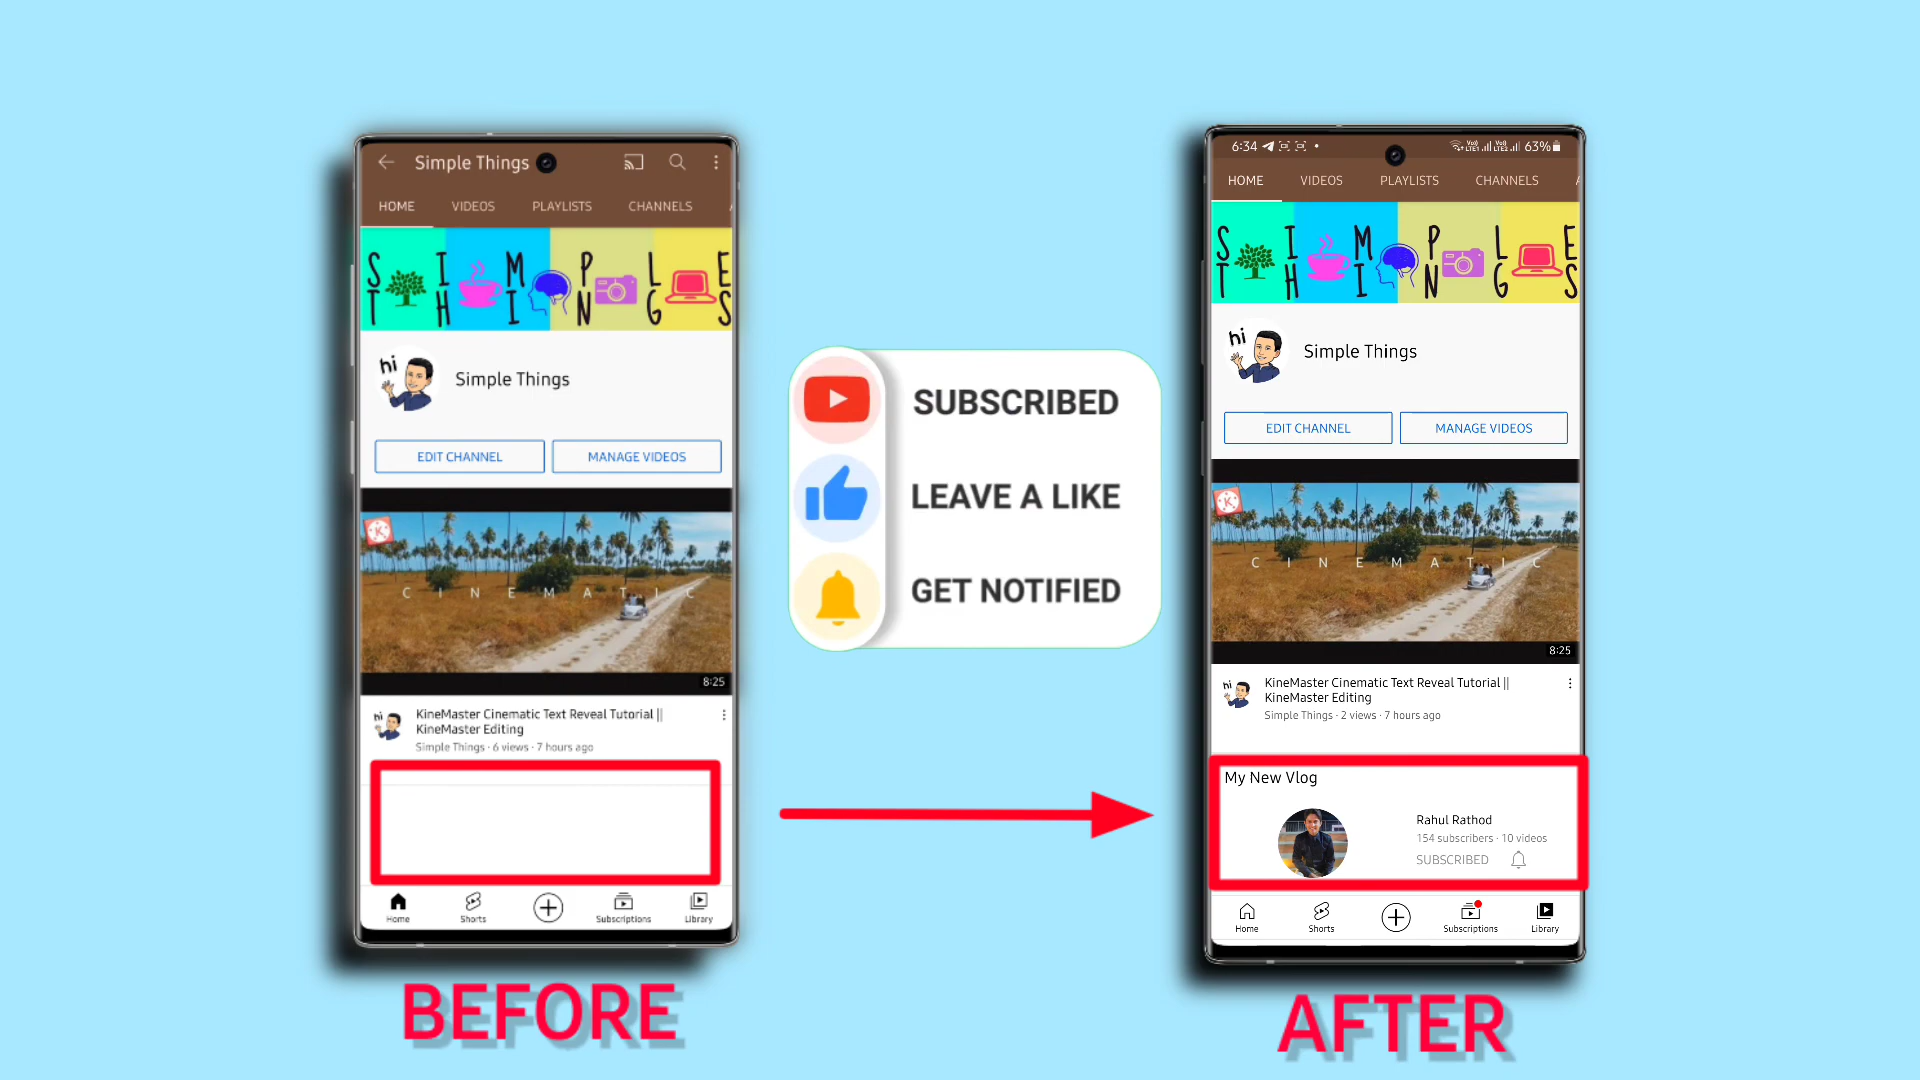 Simple Things
HOME VIDEOS PLAYLISTS CHANNELS
S I M P L E
T H I N G S
hi
Simple Things
EDIT CHANNEL MANAGE VIDEOS
K
C I N E M A T I C
8:25
hi
KineMaster Cinematic Text Reveal Tutorial ||
KineMaster Editing
Simple Things · 6 views · 7 hours ago
Home Shorts Subscriptions Library
BEFORE
SUBSCRIBED
LEAVE A LIKE
GET NOTIFIED
6:34 63%
HOME VIDEOS PLAYLISTS CHANNELS
S I M P L E
T H I N G S
hi
Simple Things
EDIT CHANNEL MANAGE VIDEOS
K
C I N E M A T I C
8:25
hi
KineMaster Cinematic Text Reveal Tutorial ||
KineMaster Editing
Simple Things · 2 views · 7 hours ago
My New Vlog
Rahul Rathod
154 subscribers · 10 videos
SUBSCRIBED
Home Shorts Subscriptions Library
AFTER